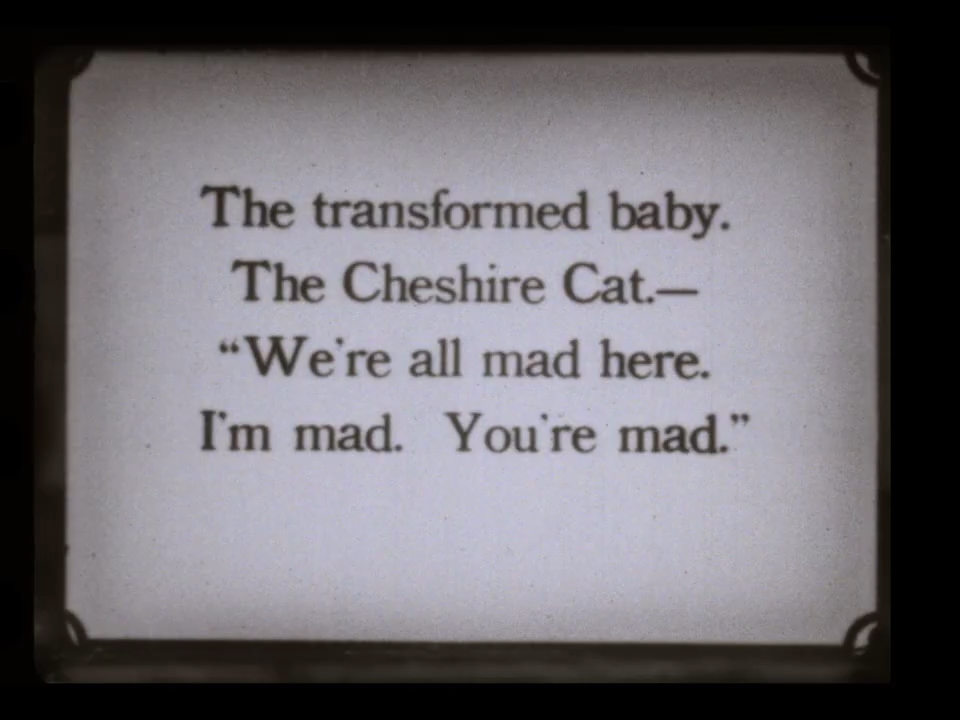 The transformed baby.
The Cheshire Cat.—
“We're all mad here.
I'm mad. You're mad.”